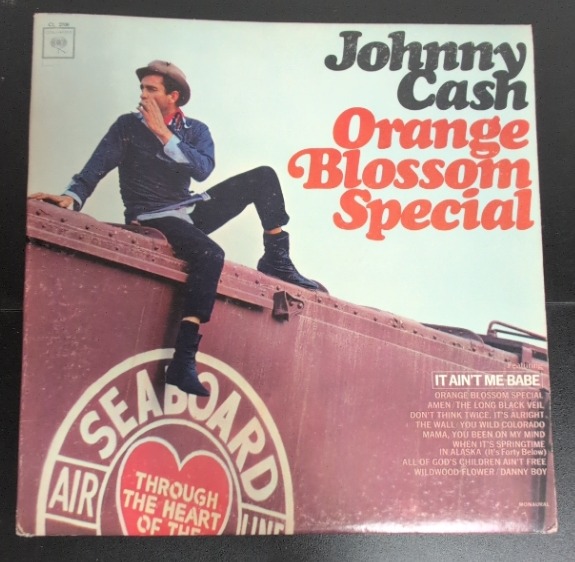 Johnny
Cash
Orange
Blossom
Special
Featuring
IT AIN'T ME BABE
ORANGE BLOSSOM SPECIAL
AMEN / THE LONG BLACK VEIL
DON'T THINK TWICE, IT'S ALRIGHT
THE WALL / YOU WILD COLORADO
MAMA, YOU BEEN ON MY MIND
WHEN IT'S SPRINGTIME
IN ALASKA (It's Forty Below)
ALL OF GOD'S CHILDREN AIN'T FREE
WILDWOOD FLOWER / DANNY BOY
MONAURAL
SEABOARD
AIR LINE
THROUGH
THE HEART
OF THE